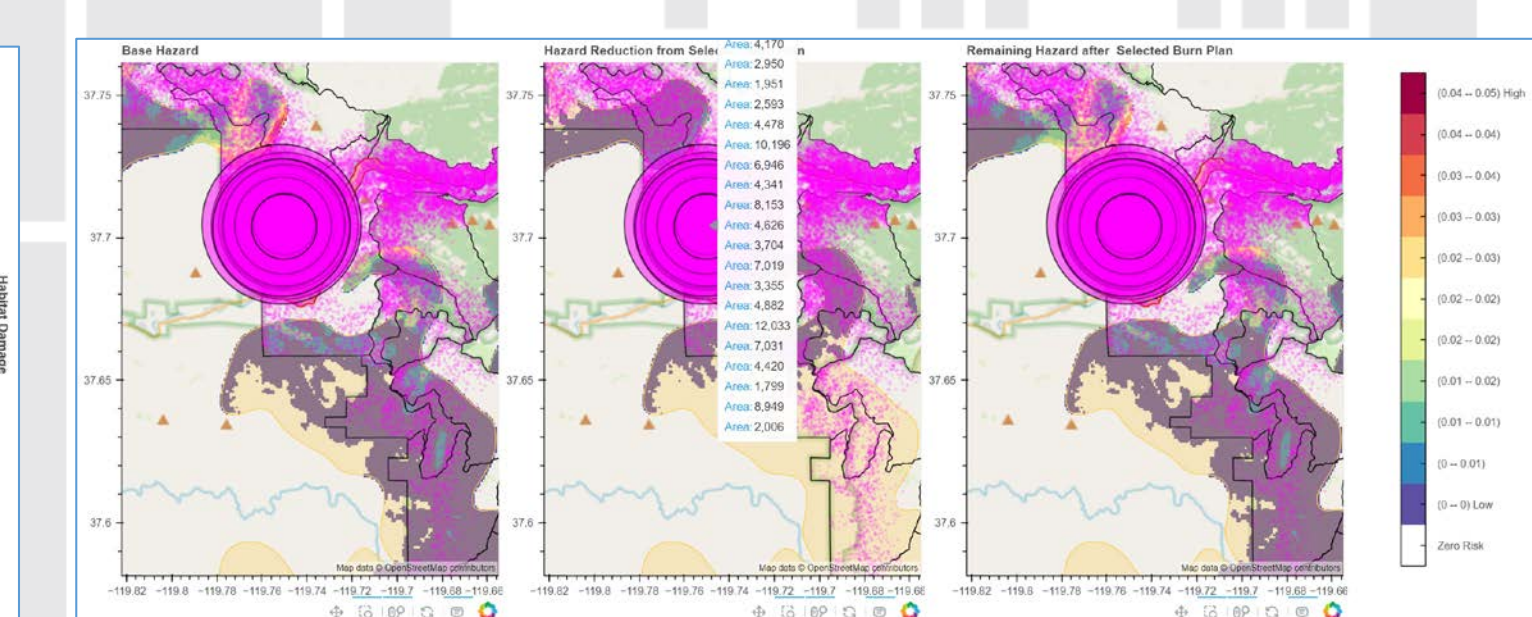 Habitat Damage
Base Hazard
37.75
37.7
37.65
37.6
Map data © OpenStreetMap contributors
−119.82 −119.8 −119.78 −119.76 −119.74 −119.72 −119.7 −119.68 −119.66
Hazard Reduction from Selec n
37.75
37.7
37.65
37.6
Area: 4,170
Area: 2,950
Area: 1,951
Area: 2,593
Area: 4,478
Area: 10,196
Area: 6,946
Area: 4,341
Area: 8,153
Area: 4,626
Area: 3,704
Area: 7,019
Area: 3,355
Area: 4,882
Area: 12,033
Area: 7,031
Area: 4,420
Area: 1,799
Area: 8,949
Area: 2,006
Map data © OpenStreetMap contributors
−119.82 −119.8 −119.78 −119.76 −119.74 −119.72 −119.7 −119.68 −119.66
Remaining Hazard after Selected Burn Plan
37.75
37.7
37.65
37.6
Map data © OpenStreetMap contributors
−119.82 −119.8 −119.78 −119.76 −119.74 −119.72 −119.7 −119.68 −119.66
(0.04 -- 0.05) High
(0.04 -- 0.04)
(0.03 -- 0.04)
(0.03 -- 0.03)
(0.02 -- 0.03)
(0.02 -- 0.02)
(0.02 -- 0.02)
(0.01 -- 0.02)
(0.01 -- 0.01)
(0 -- 0.01)
(0 -- 0) Low
Zero Risk